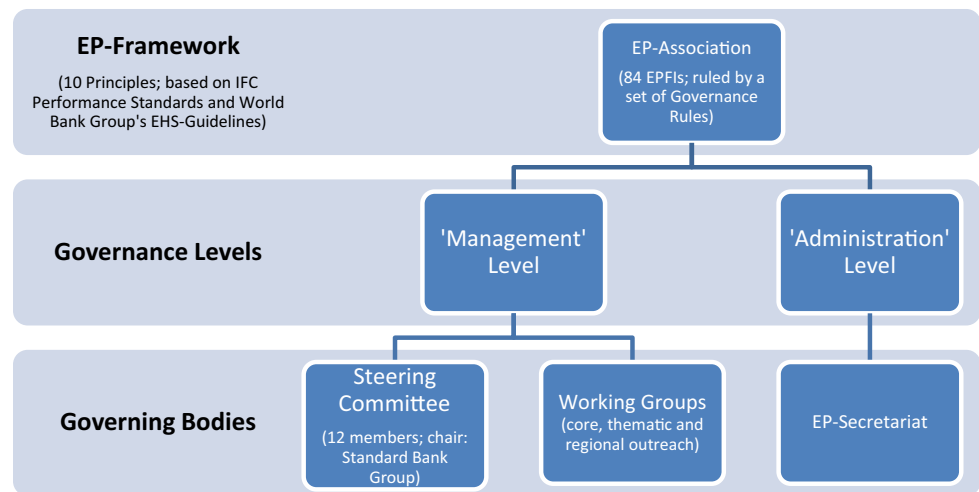 EP-Framework
(10 Principles; based on IFC
Performance Standards and World
Bank Group's EHS-Guidelines)
EP-Association
(84 EPFIs; ruled by a
set of Governance
Rules)
Governance Levels
'Management'
Level
'Administration'
Level
Governing Bodies
Steering
Committee
(12 members; chair:
Standard Bank
Group)
Working Groups
(core, thematic and
regional outreach)
EP-Secretariat